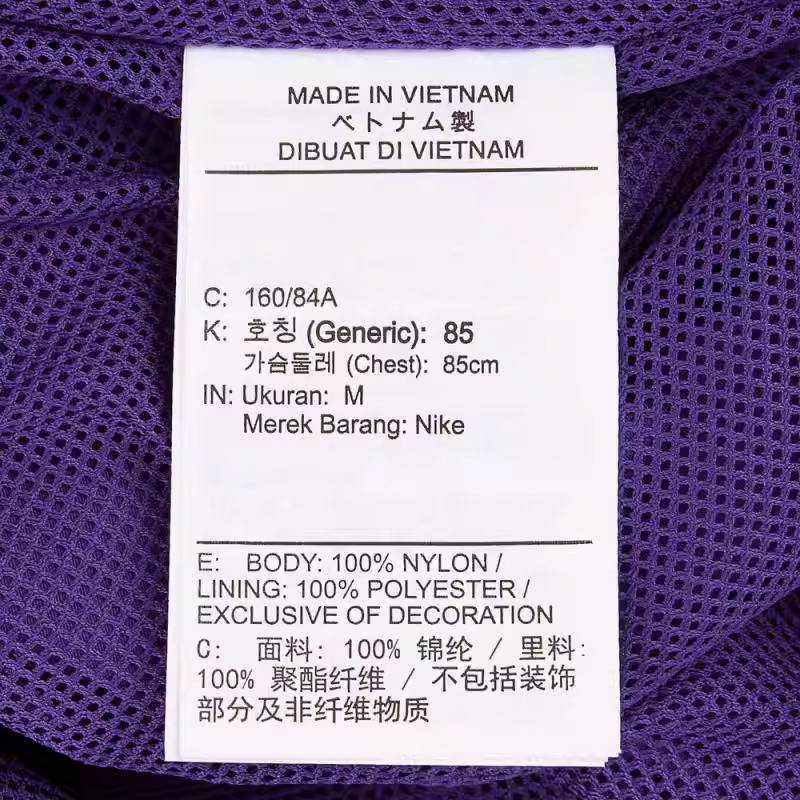 MADE IN VIETNAM
ベトナム製
DIBUAT DI VIETNAM
C: 160/84A
K: 호칭 (Generic): 85
가슴둘레 (Chest): 85cm
IN: Ukuran: M
Merek Barang: Nike
E: BODY: 100% NYLON /
LINING: 100% POLYESTER /
EXCLUSIVE OF DECORATION
C: 面料: 100% 锦纶 / 里料:
100% 聚酯纤维 / 不包括装饰
部分及非纤维物质